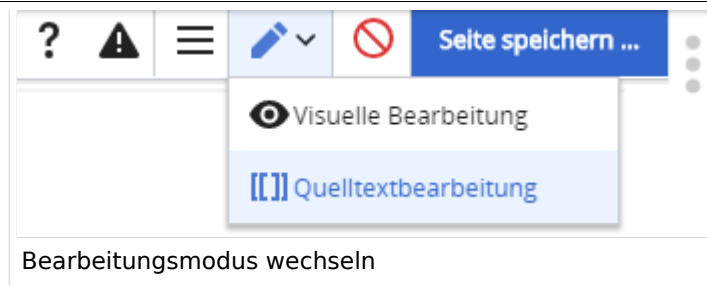 ? Seite speichern ...
Visuelle Bearbeitung
[[]] Quelltextbearbeitung
Bearbeitungsmodus wechseln